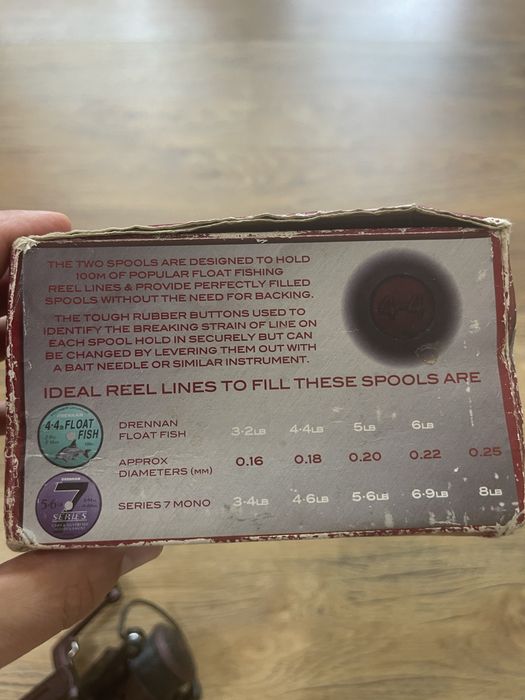 THE TWO SPOOLS ARE DESIGNED TO HOLD
100M OF POPULAR FLOAT FISHING
REEL LINES & PROVIDE PERFECTLY FILLED
SPOOLS WITHOUT THE NEED FOR BACKING.
THE TOUGH RUBBER BUTTONS USED TO
IDENTIFY THE BREAKING STRAIN OF LINE ON
EACH SPOOL HOLD IN SECURELY BUT CAN
BE CHANGED BY LEVERING THEM OUT WITH
A BAIT NEEDLE OR SIMILAR INSTRUMENT.
IDEAL REEL LINES TO FILL THESE SPOOLS ARE
DRENNAN
4·4lb FLOAT
FISH
DRENNAN
FLOAT FISH 3·2LB 4·4LB 5LB 6LB
APPROX
DIAMETERS (MM) 0.16 0.18 0.20 0.22 0.25
DRENNAN
7
SERIES
SERIES 7 MONO 3·4LB 4·6LB 5·6LB 6·9LB 8LB